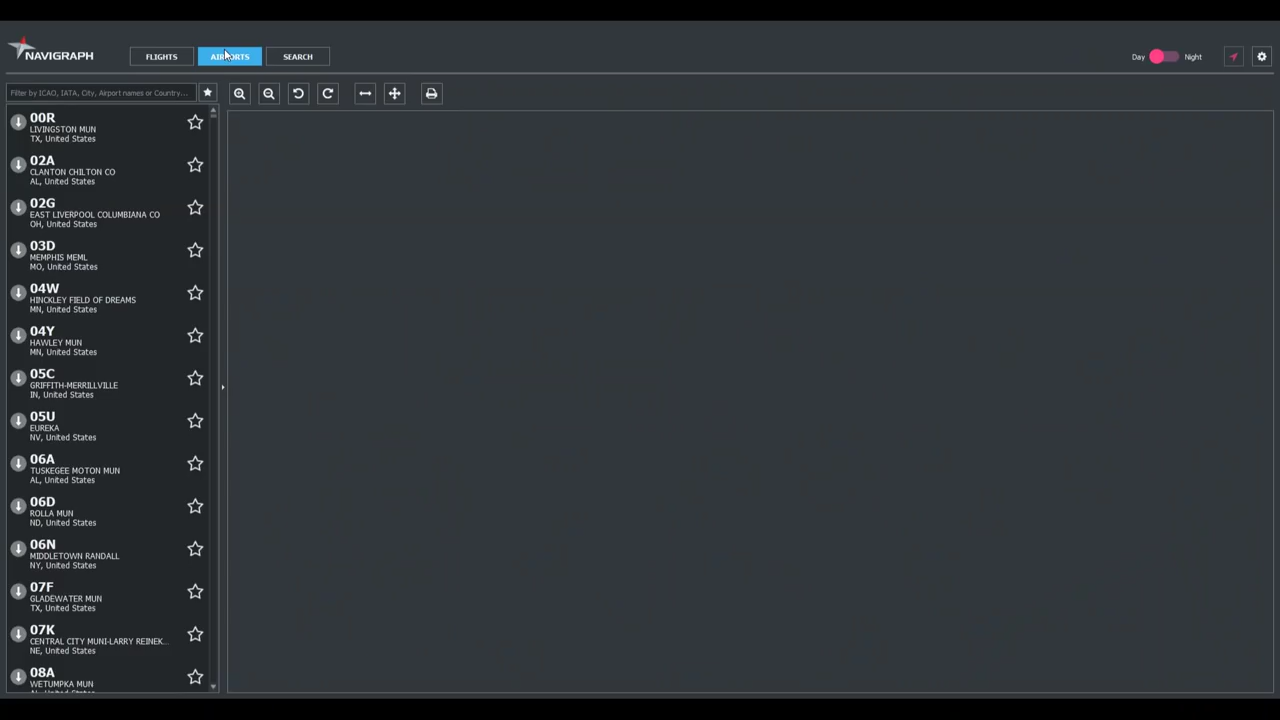 NAVIGRAPH
FLIGHTS
AIRPORTS
SEARCH
Day
Night
Filter by ICAO, IATA, City, Airport names or Country...
00R
LIVINGSTON MUN
TX, United States
02A
CLANTON CHILTON CO
AL, United States
02G
EAST LIVERPOOL COLUMBIANA CO
OH, United States
03D
MEMPHIS MEML
MO, United States
04W
HINCKLEY FIELD OF DREAMS
MN, United States
04Y
HAWLEY MUN
MN, United States
05C
GRIFFITH-MERRILLVILLE
IN, United States
05U
EUREKA
NV, United States
06A
TUSKEGEE MOTON MUN
AL, United States
06D
ROLLA MUN
ND, United States
06N
MIDDLETOWN RANDALL
NY, United States
07F
GLADEWATER MUN
TX, United States
07K
CENTRAL CITY MUNI-LARRY REINEK...
NE, United States
08A
WETUMPKA MUN
AL, United States